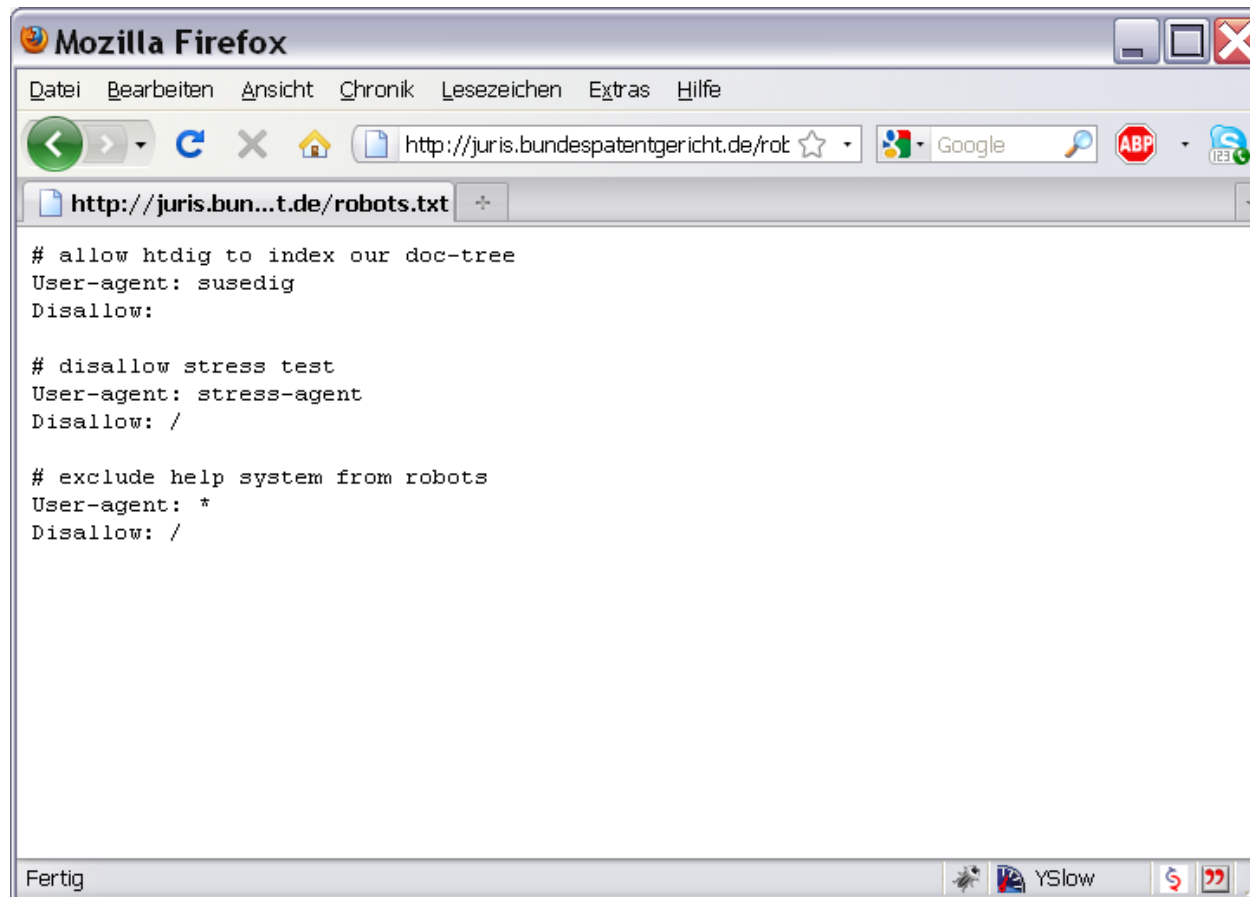 Mozilla Firefox
Datei Bearbeiten Ansicht Chronik Lesezeichen Extras Hilfe
http://juris.bundespatentgericht.de/rob Google ABP 123
http://juris.bun...t.de/robots.txt
# allow htdig to index our doc-tree
User-agent: susedig
Disallow:
# disallow stress test
User-agent: stress-agent
Disallow: /
# exclude help system from robots
User-agent: *
Disallow: /
Fertig YSlow